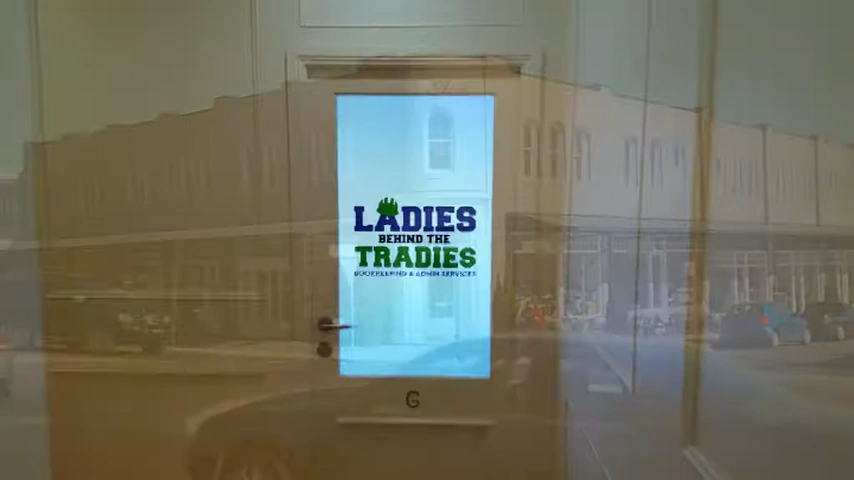 LADIES
BEHIND THE
TRADIES
BOOKKEEPING & ADMIN SERVICES
G